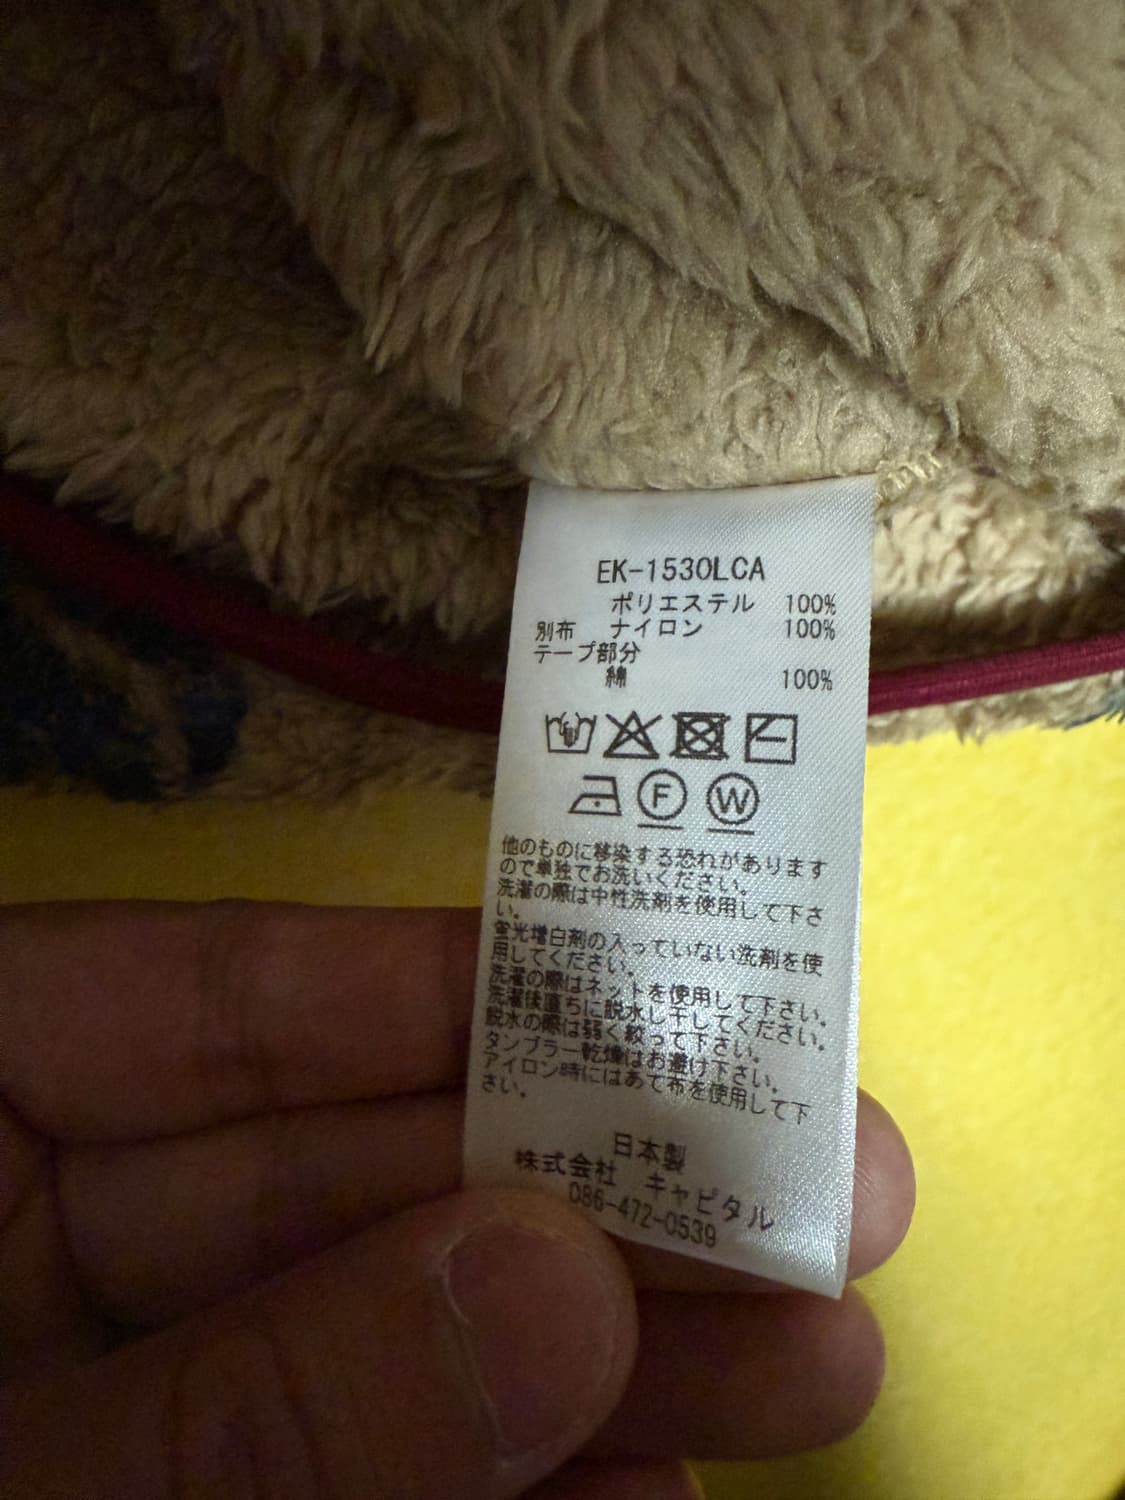 EK-1530LCA
ポリエステル 100%
別布 ナイロン 100%
テープ部分
綿 100%
F W
他のものに移染する恐れがあります
ので単独でお洗いください。
洗濯の際は中性洗剤を使用して下さ
い。
蛍光増白剤の入っていない洗剤を使
用してください。
洗濯の際はネットを使用して下さい。
洗濯後直ちに脱水し干してください。
脱水の際は弱く絞って下さい。
タンブラー乾燥はお避け下さい。
アイロン時にはあて布を使用して下
さい。
日本製
株式会社 キャピタル
086-472-0539